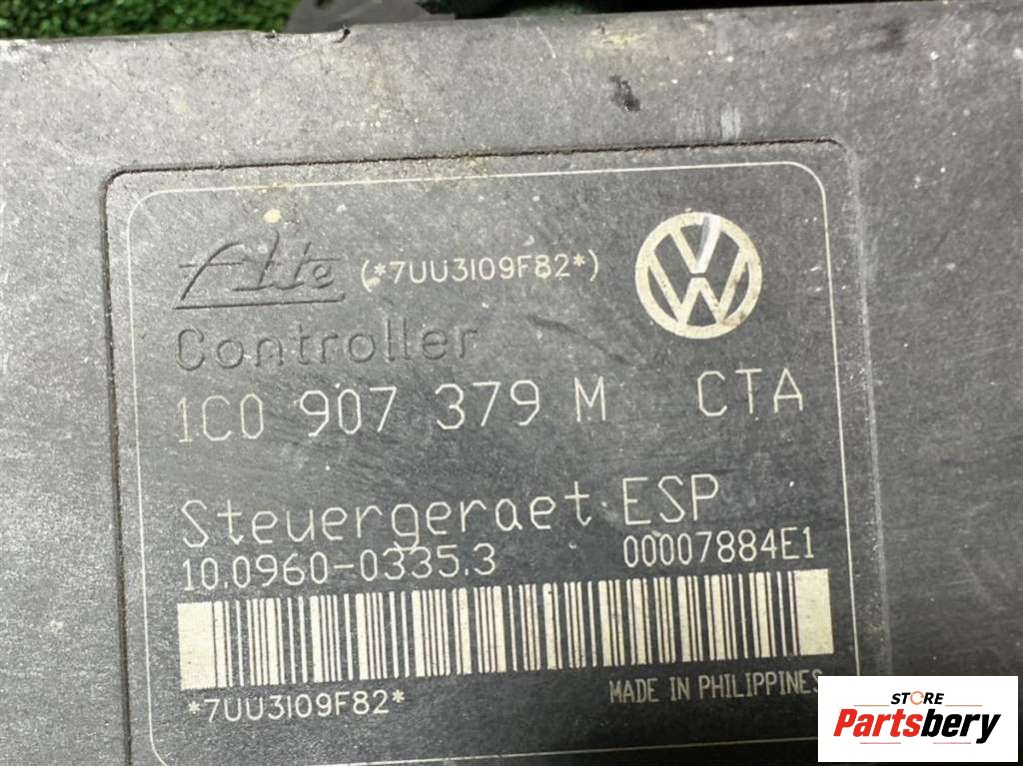 Ate (*7UU3I09F82*)
Controller
1C0 907 379 M CTA
Steuergeraet ESP
10.0960-0335.3 00007884E1
*7UU3I09F82* MADE IN PHILIPPINES
STORE
Partsbery